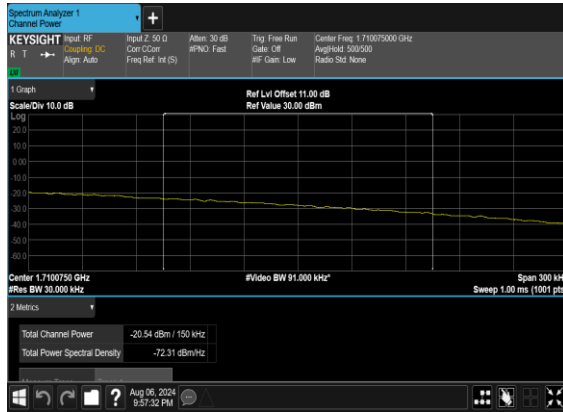 Spectrum Analyzer 1
Channel Power
KEYSIGHT
R T
Input: RF
Coupling: DC
Align: Auto
Input Z: 50 Ω
Corr CCorr
Freq Ref: Int (S)
Atten: 30 dB
#PNO: Fast
Trig: Free Run
Gate: Off
#IF Gain: Low
Center Freq: 1.710075000 GHz
Avg|Hold: 500/500
Radio Std: None
1 Graph
Scale/Div 10.0 dB
Ref Lvl Offset 11.00 dB
Ref Value 30.00 dBm
Log
20.0
10.0
0.00
-10.0
-20.0
-30.0
-40.0
-50.0
-60.0
Center 1.7100750 GHz
#Res BW 30.000 kHz
#Video BW 91.000 kHz*
Span 300 kH
Sweep 1.00 ms (1001 pts
2 Metrics
Total Channel Power -20.54 dBm / 150 kHz
Total Power Spectral Density -72.31 dBm/Hz
?
Aug 06, 2024
9:57:32 PM